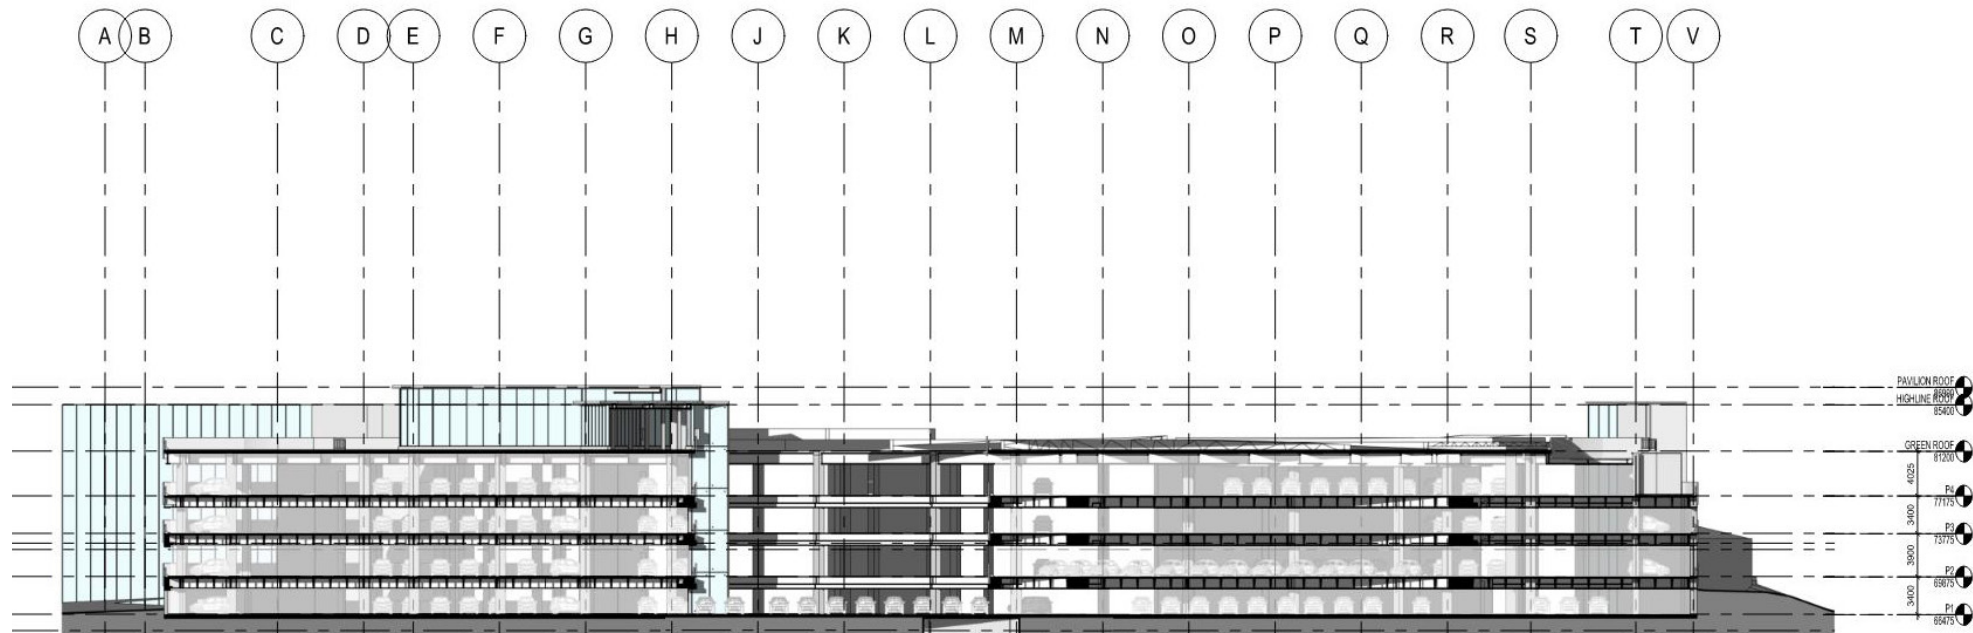 A B C D E F G H J K L M N O P Q R S T V
PAVILION ROOF
HIGHLINE ROOF
85400
GREEN ROOF
81200
4025
P4
77175
3400
P3
73775
3900
P2
69875
3400
P1
66475